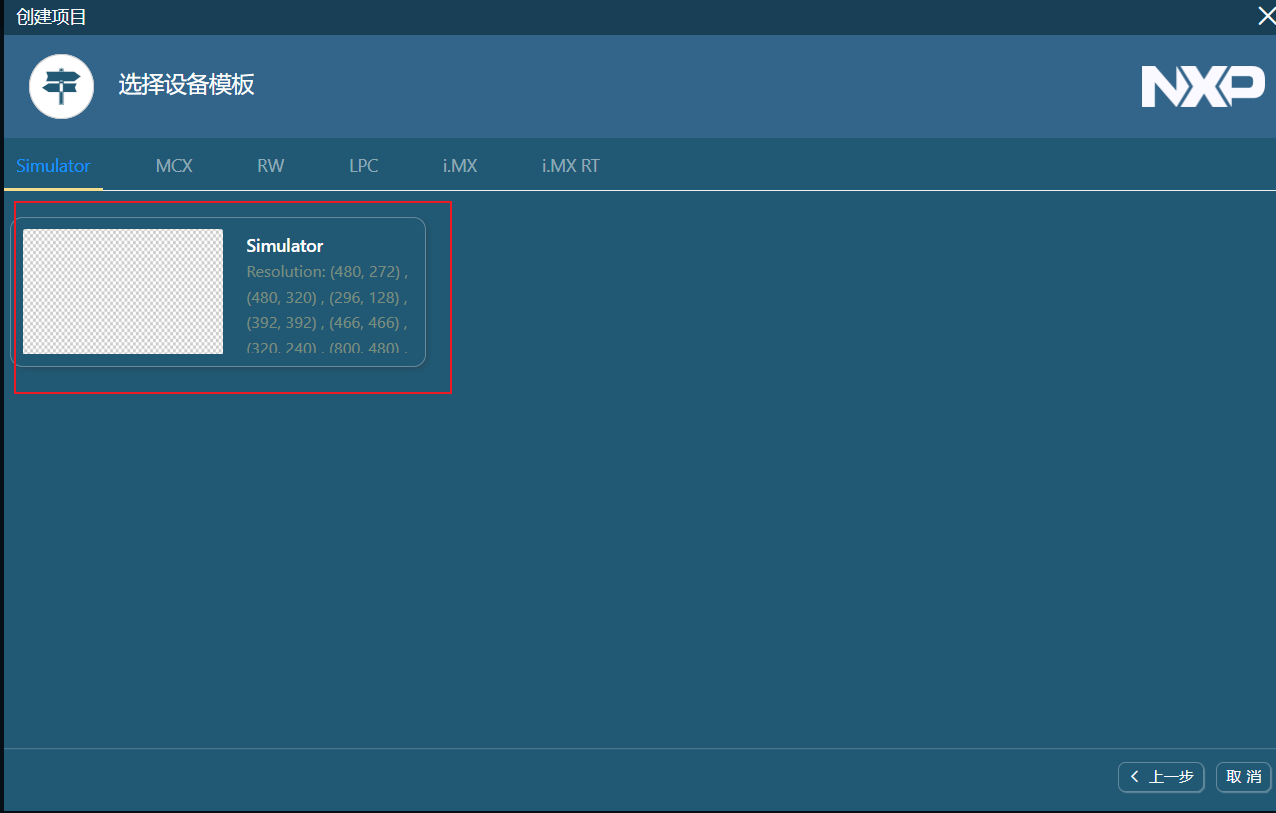 创建项目
选择设备模板
NXP
Simulator MCX RW LPC i.MX i.MX RT
Simulator
Resolution: (480, 272) ,
(480, 320) , (296, 128) ,
(392, 392) , (466, 466) ,
(320, 240) , (800, 480) ,
上一步 取 消